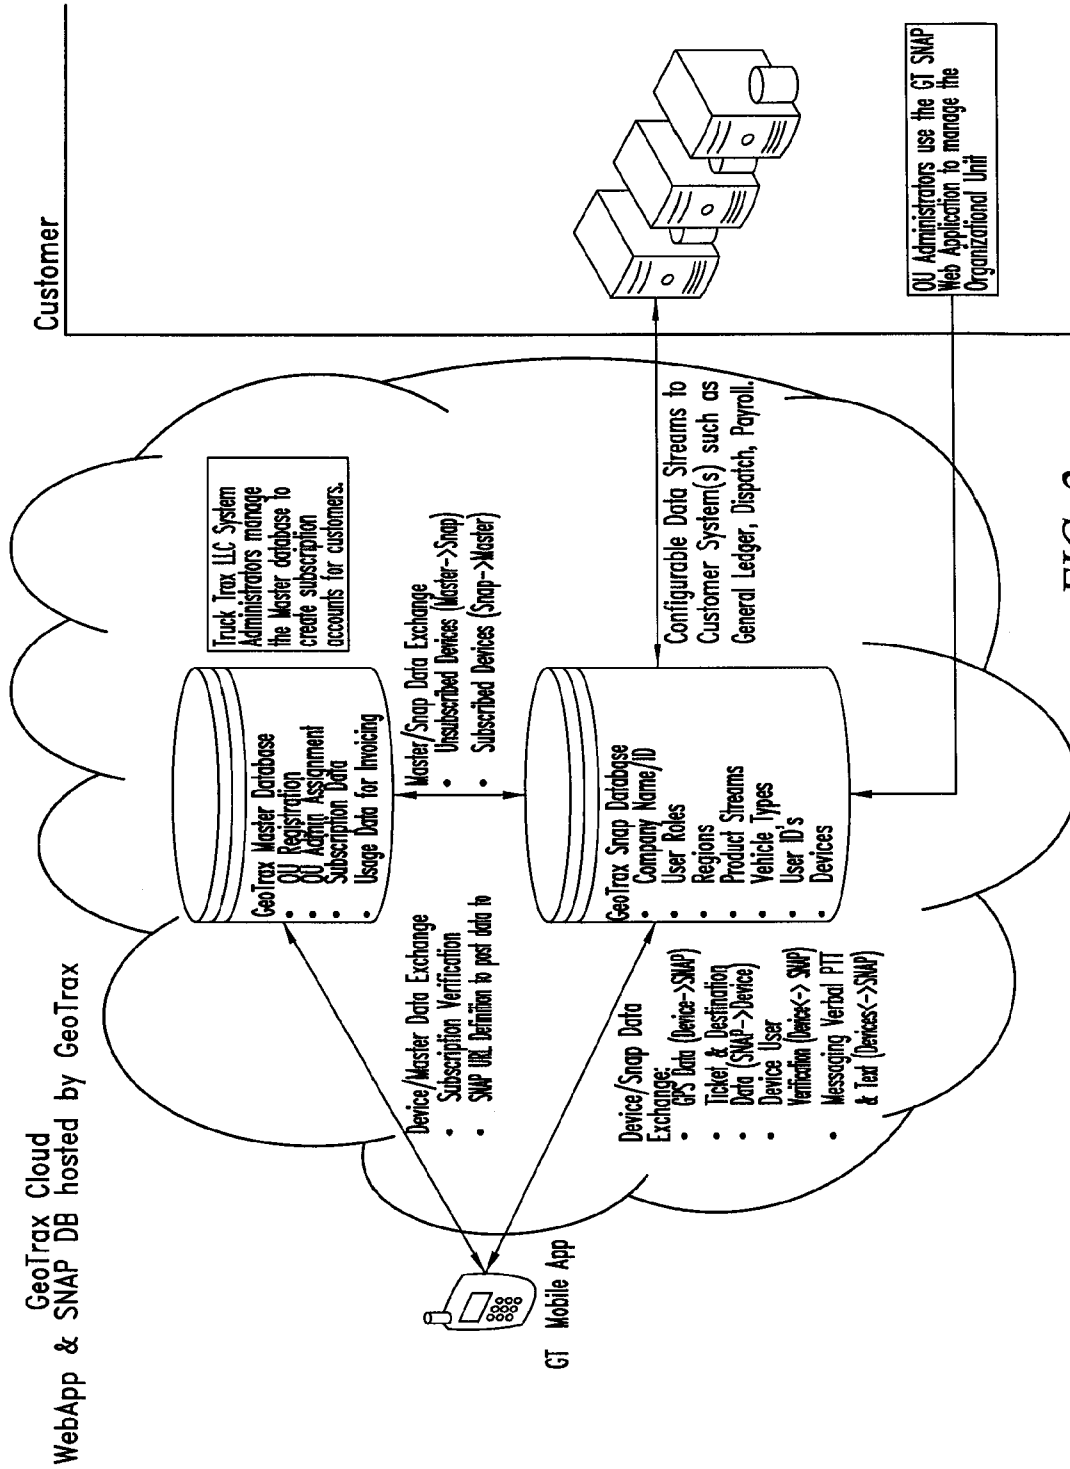 GeoTrax Cloud
WebApp & SNAP DB hosted by GeoTrax
Customer
Truck Trax LLC System
Administrators manage
the Master database to
create subscription
accounts for customers.
GeoTrax Master Database
• OU Registration
• OU Admin Assignment
• Subscription Data
• Usage Data for Invoicing
Device/Master Data Exchange
• Subscription Verification
• SNAP URL Definition to post data to
Master/Snap Data Exchange
• Unsubscribed Devices (Master->Snap)
• Subscribed Devices (Snap->Master)
GT Mobile App
Device/Snap Data
Exchange:
• GPS Data (Device->SNAP)
• Ticket & Destination
• Data (SNAP->Device)
• Device User
Verification (Device<-> SNAP)
• Messaging Verbal PTT
& Text (Devices<->SNAP)
GeoTrax Snap Database
• Company Name/ID
• User Roles
• Regions
• Product Streams
• Vehicle Types
• User ID's
• Devices
Configurable Data Streams to
Customer System(s) such as
General Ledger, Dispatch, Payroll.
OU Administrators use the GT SNAP
Web Application to manage the
Organizational Unit